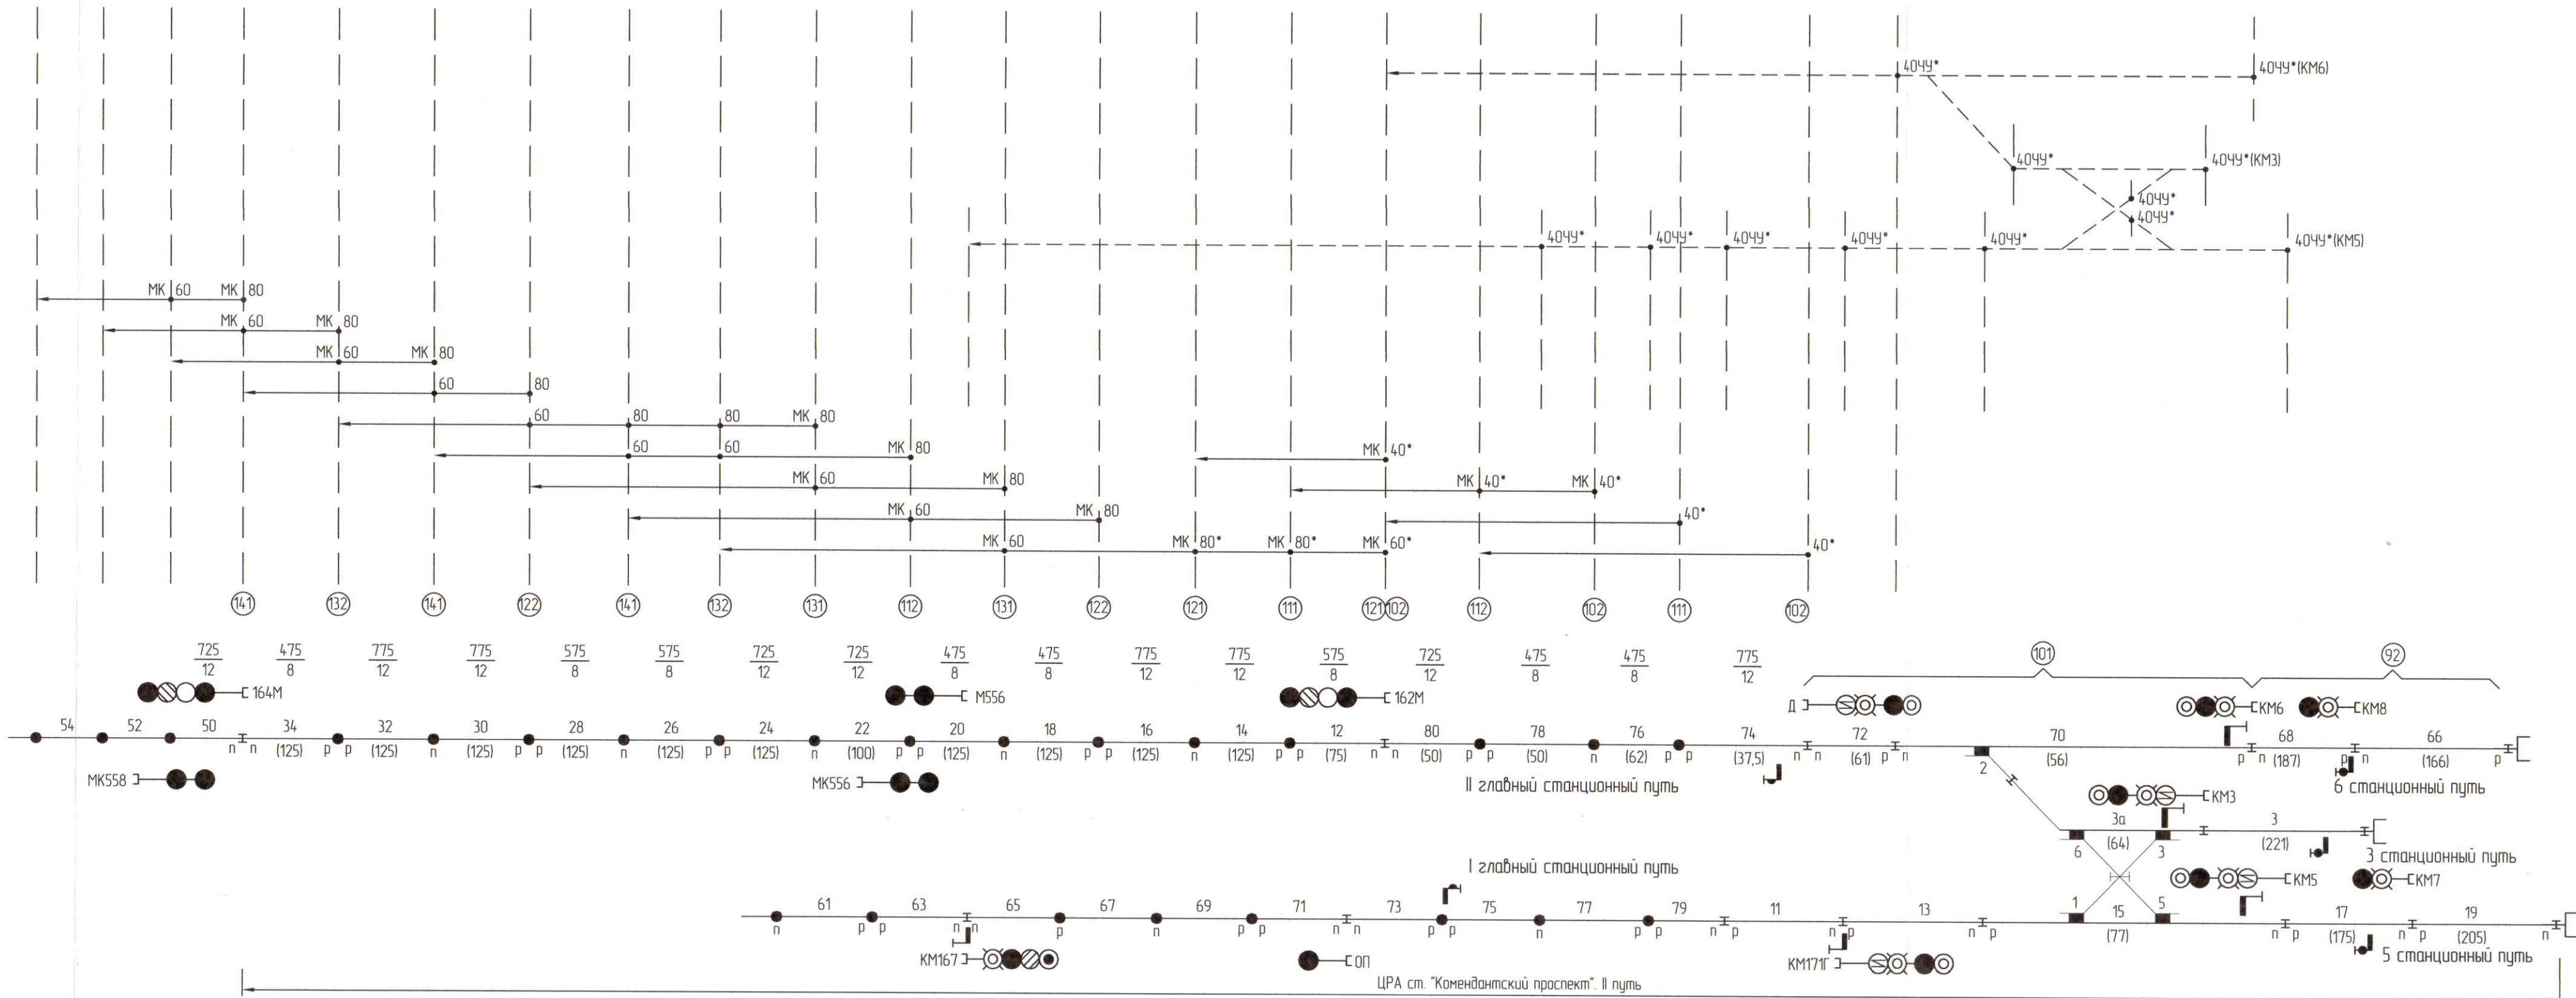 40ЧУ* 40ЧУ*(КМ6)
40ЧУ* 40ЧУ*(КМ3)
40ЧУ*
40ЧУ*
40ЧУ* 40ЧУ* 40ЧУ* 40ЧУ* 40ЧУ* 40ЧУ*(КМ5)
МК 60 МК 80
МК 60 МК 80
МК 60 МК 80
60 80
60 80 80 МК 80
60 60 МК 80 МК 40*
МК 60 МК 80 МК 40* МК 40*
МК 60 МК 80 40*
МК 60 МК 80* МК 80* МК 60* 40*
141 132 141 122 141 132 131 112 131 122 121 111 121 102 112 102 111 102
725 475 775 775 575 575 725 725 475 475 775 775 575 725 475 475 775 101 92
12 8 12 12 8 8 12 12 8 8 12 12 8 12 8 8 12
164М М556 162М Д КМ6 КМ8
54 52 50 34 32 30 28 26 24 22 20 18 16 14 12 80 78 76 74 72 70 68 66
п п р р п р р п р р п р р п р р п р р п п р р п р р п п р п р п р п р
(125) (125) (125) (125) (125) (125) (100) (125) (125) (125) (125) (75) (50) (50) (62) (37,5) (61) (56) (187) (166)
2
МК558 МК556 II главный станционный путь 6 станционный путь
КМ3
3а 3
6 (64) 3 (221)
I главный станционный путь 3 станционный путь
КМ5 КМ7
61 63 65 67 69 71 73 75 77 79 11 13 1 15 5 17 19
п р р п п р п р р п п р р п р р п р п р п р (77) п р (175) п р (205) п
КМ167 ОП КМ171Г 5 станционный путь
ЦРА ст. "Комендантский проспект". II путь